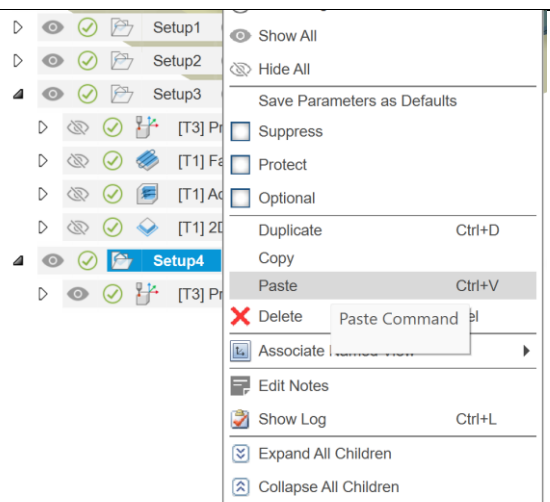 Setup1
Show All
Setup2
Hide All
Setup3
Save Parameters as Defaults
[T3] Pr
Suppress
[T1] Fa
Protect
[T1] Ad
Optional
[T1] 2D
Duplicate Ctrl+D
Setup4
Copy
Paste Ctrl+V
[T3] Pr
Delete
Paste Command
el
Associate
Edit Notes
Show Log Ctrl+L
Expand All Children
Collapse All Children